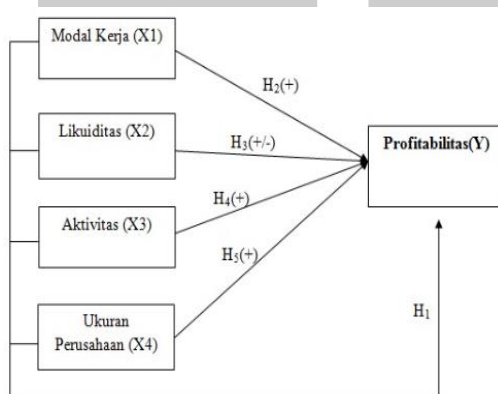 Modal Kerja (X1)
H2(+)
Likuiditas (X2)
H3(+/-)
Profitabilitas(Y)
H4(+)
Aktivitas (X3)
H5(+)
Ukuran
Perusahaan (X4)
H1